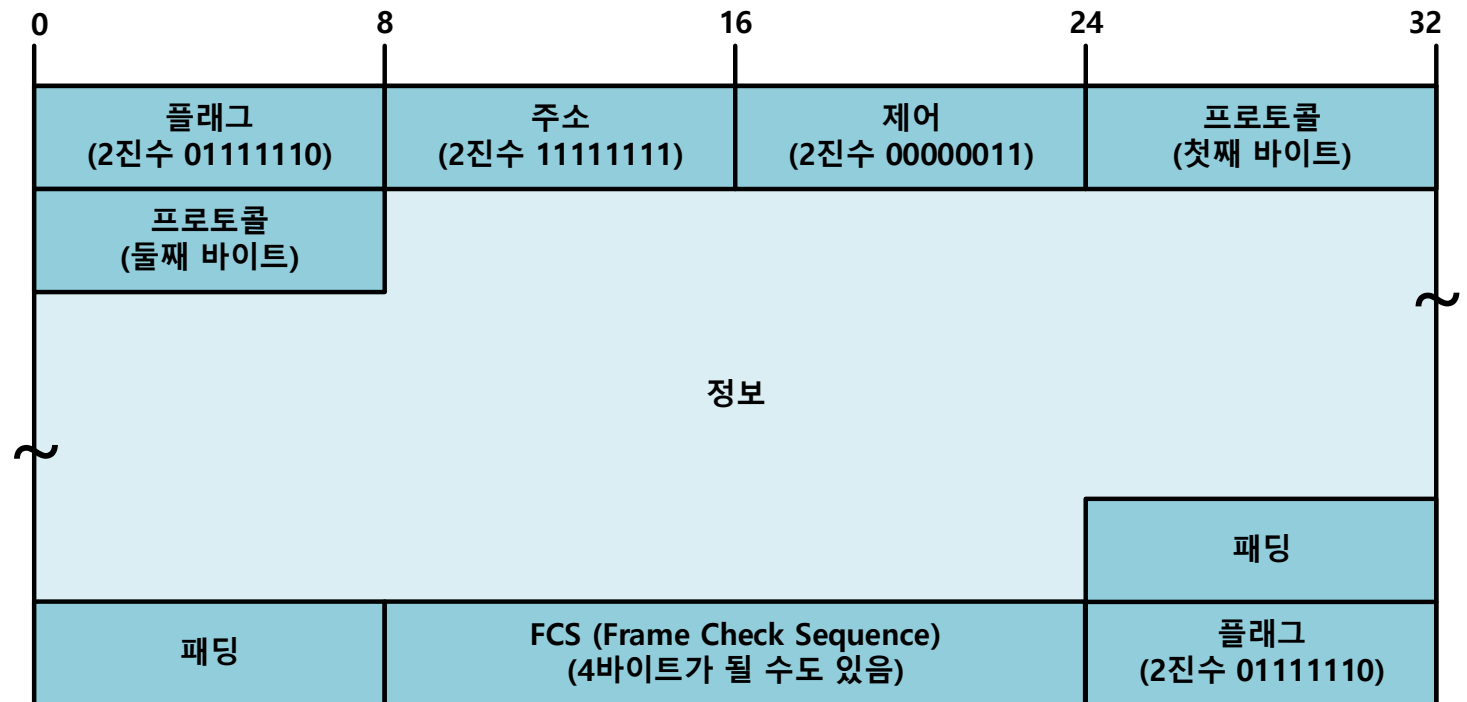 0 8 16 24 32
플래그 주소 제어 프로토콜
(2진수 01111110) (2진수 11111111) (2진수 00000011) (첫째 바이트)
프로토콜
(둘째 바이트)
정보
패딩
패딩 FCS (Frame Check Sequence) 플래그
(4바이트가 될 수도 있음) (2진수 01111110)